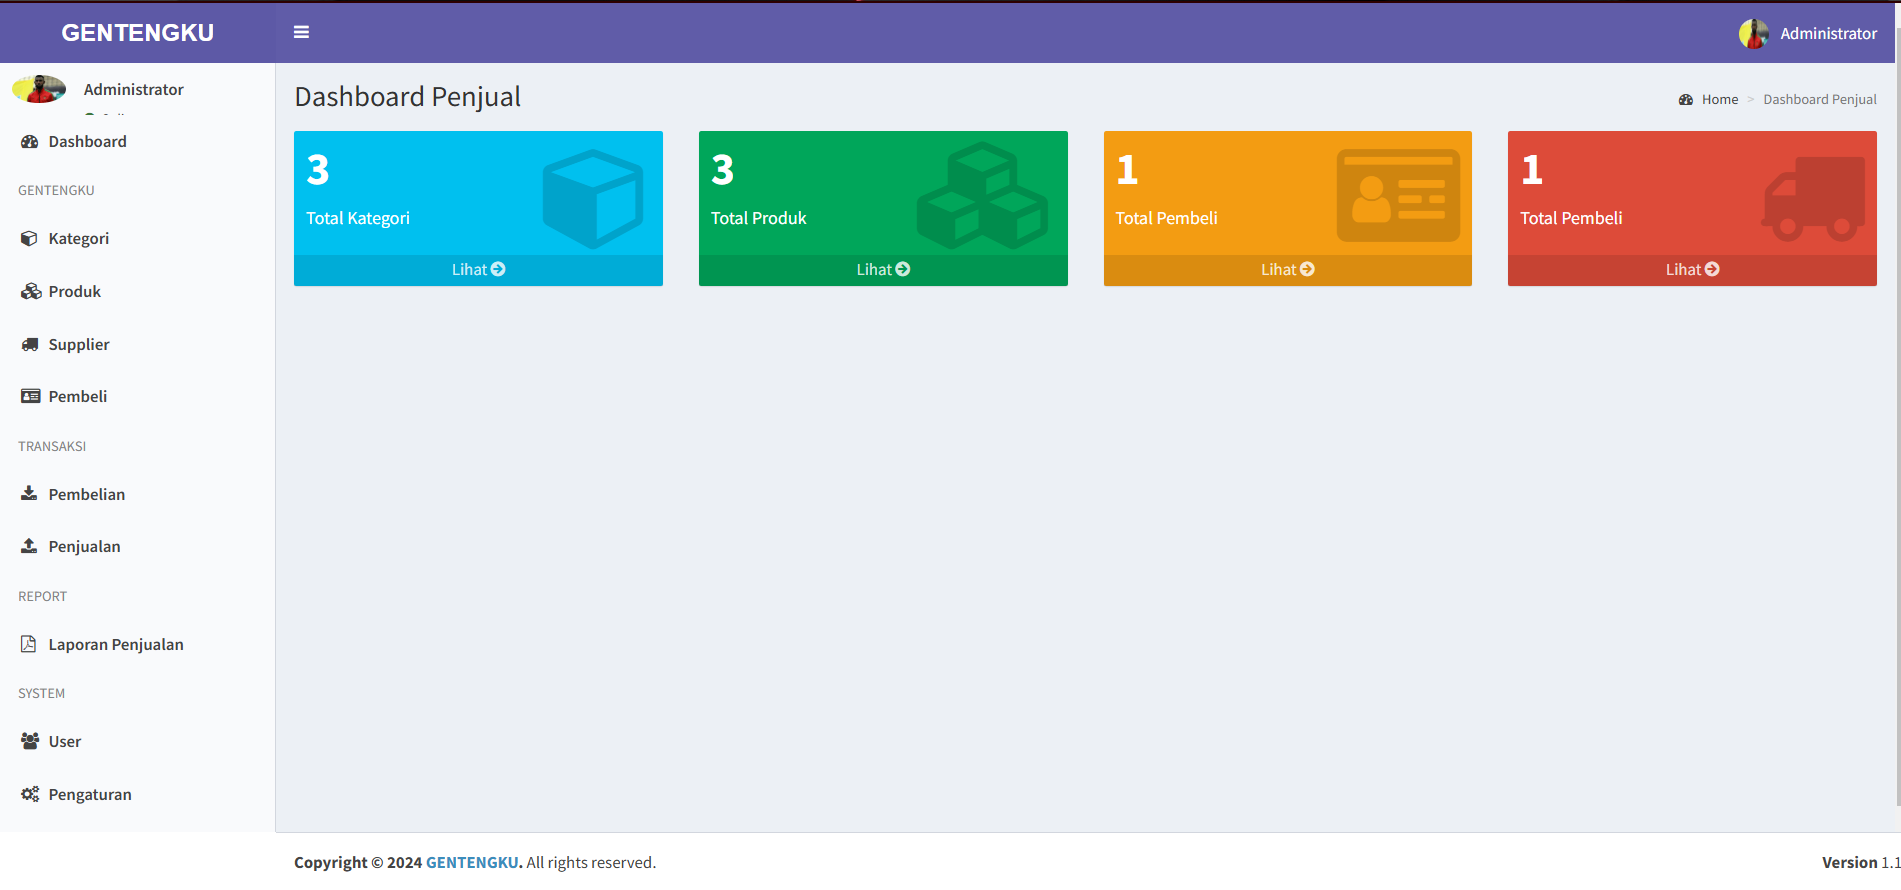 GENTENGKU
Administrator
Administrator
Dashboard
GENTENGKU
Kategori
Produk
Supplier
Pembeli
TRANSAKSI
Pembelian
Penjualan
REPORT
Laporan Penjualan
SYSTEM
User
Pengaturan
Dashboard Penjual
Home > Dashboard Penjual
3
Total Kategori
Lihat
3
Total Produk
Lihat
1
Total Pembeli
Lihat
1
Total Pembeli
Lihat
Copyright © 2024 GENTENGKU. All rights reserved.
Version 1.1